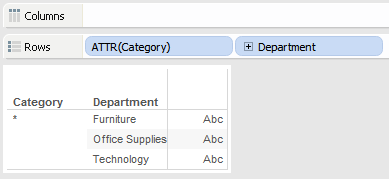 Columns
Rows ATTR(Category) Department
Category Department
* Furniture Abc
Office Supplies Abc
Technology Abc